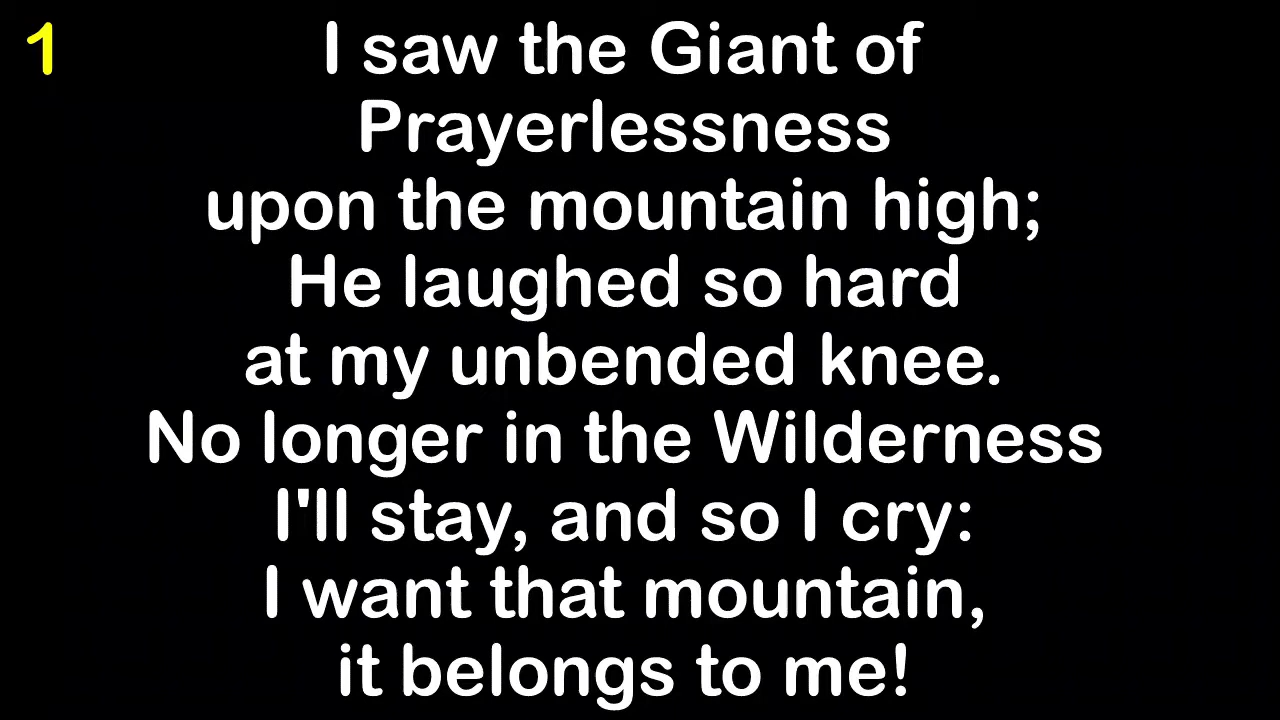 1
I saw the Giant of
Prayerlessness
upon the mountain high;
He laughed so hard
at my unbended knee.
No longer in the Wilderness
I'll stay, and so I cry:
I want that mountain,
it belongs to me!